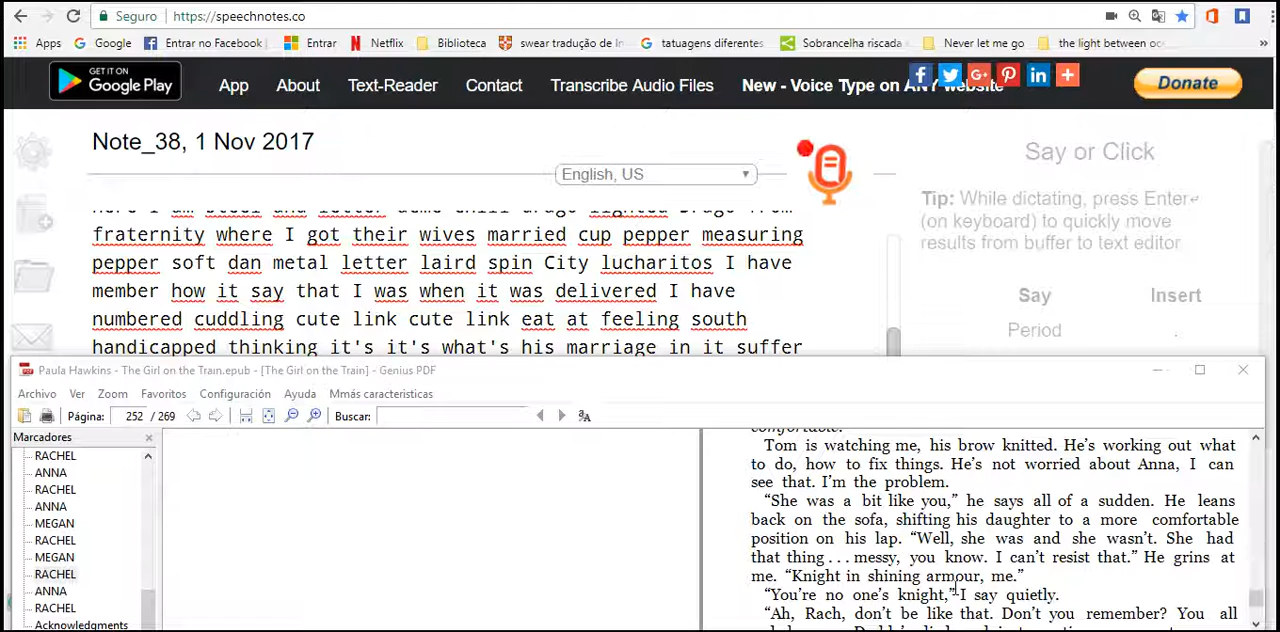 Seguro https://speechnotes.co
Apps Google Entrar no Facebook Entrar Netflix Biblioteca swear tradução de In tatuagens diferentes Sobrancelha riscada Never let me go the light between oc »
GET IT ON
Google Play App About Text-Reader Contact Transcribe Audio Files New - Voice Type on ANY website Donate
Note_38, 1 Nov 2017
Say or Click
English, US
Tip: While dictating, press Enter↵
(on keyboard) to quickly move
results from buffer to text editor
fraternity where I got their wives married cup pepper measuring
pepper soft dan metal letter laird spin City lucharitos I have
member how it say that I was when it was delivered I have
numbered cuddling cute link cute link eat at feeling south
handicapped thinking it's it's what's his marriage in it suffer
Say Insert
Period .
Paula Hawkins - The Girl on the Train.epub - [The Girl on the Train] - Genius PDF
Archivo Ver Zoom Favoritos Configuración Ayuda Mmás caracteristicas
Página: 252 / 269 Buscar:
Marcadores
RACHEL
ANNA
RACHEL
ANNA
MEGAN
RACHEL
MEGAN
RACHEL
ANNA
RACHEL
Acknowledgments
comfortable.
Tom is watching me, his brow knitted. He's working out what
to do, how to fix things. He's not worried about Anna, I can
see that. I'm the problem.
“She was a bit like you,” he says all of a sudden. He leans
back on the sofa, shifting his daughter to a more comfortable
position on his lap. “Well, she was and she wasn't. She had
that thing . . . messy, you know. I can't resist that.” He grins at
me. “Knight in shining armour, me.”
“You're no one's knight,” I say quietly.
“Ah, Rach, don't be like that. Don't you remember? You all